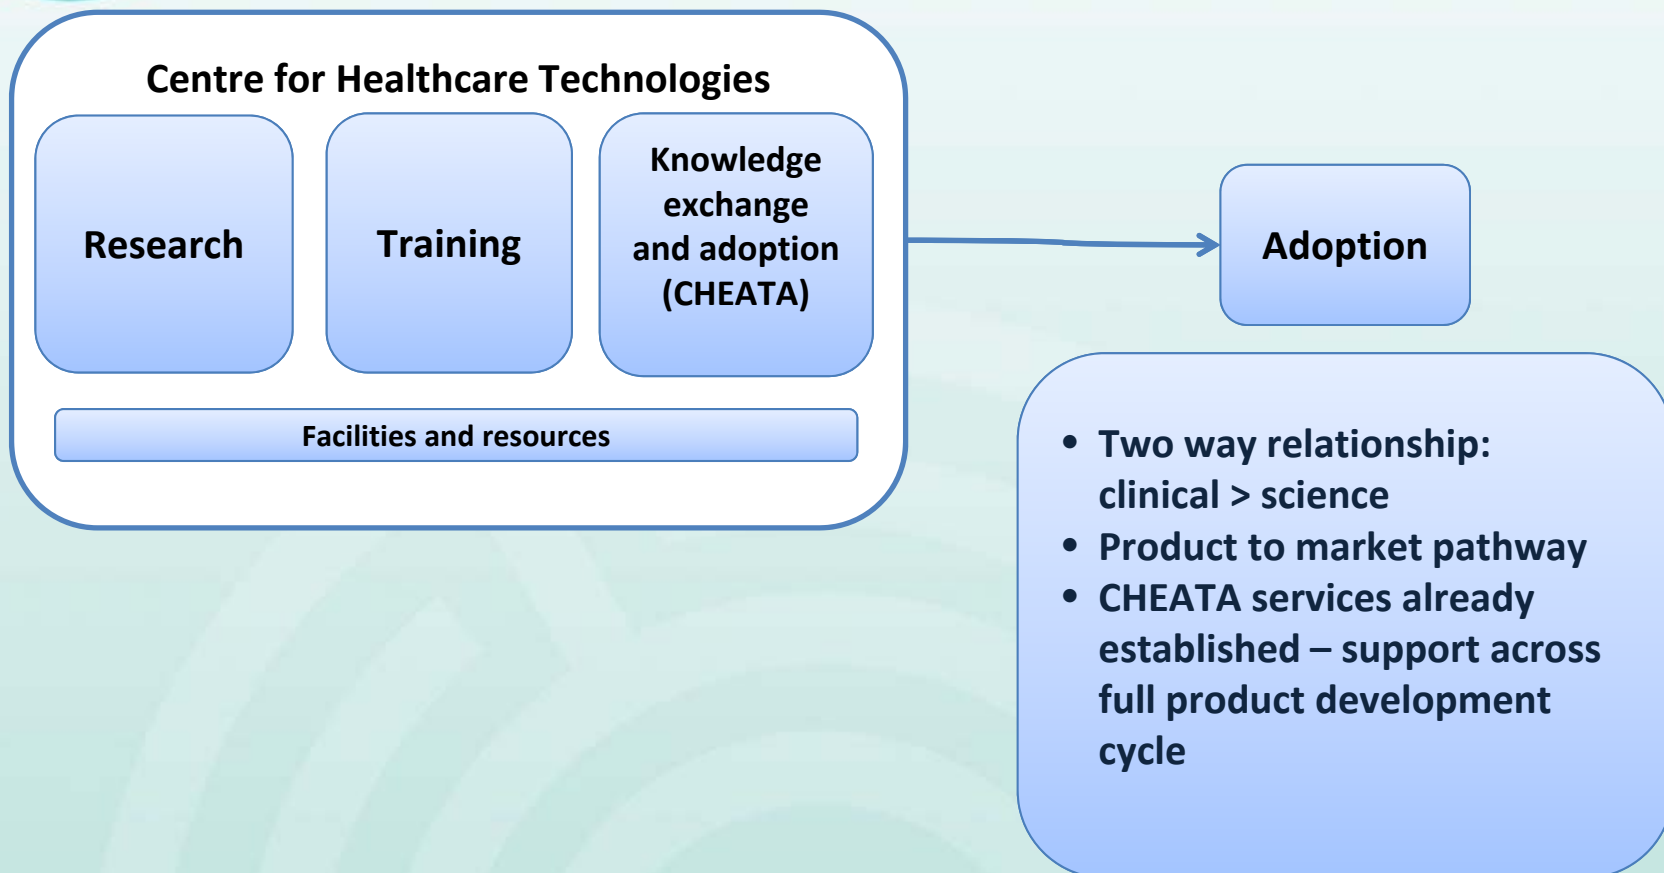 Centre for Healthcare Technologies
Research
Training
Knowledge
exchange
and adoption
(CHEATA)
Facilities and resources
Adoption
• Two way relationship:
clinical > science
• Product to market pathway
• CHEATA services already
established – support across
full product development
cycle